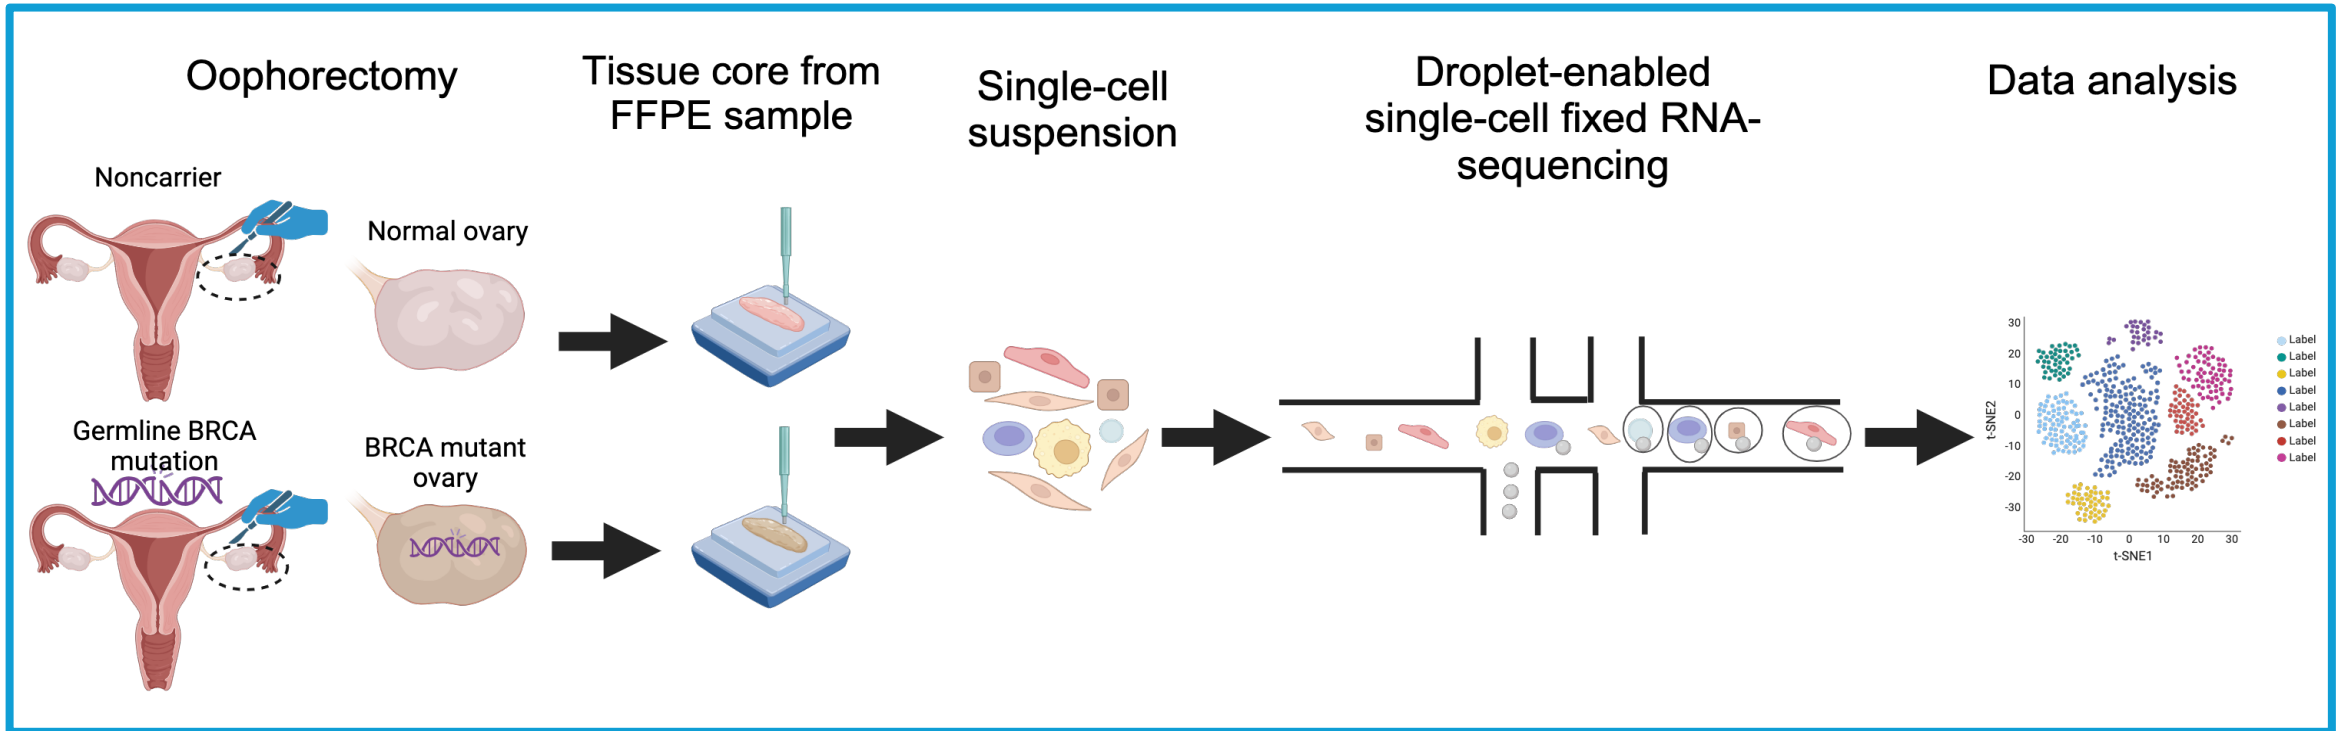 Oophorectomy
Tissue core from
FFPE sample
Single-cell
suspension
Droplet-enabled
single-cell fixed RNA-
sequencing
Data analysis
Noncarrier
Normal ovary
Germline BRCA
mutation
BRCA mutant
ovary
30
20
10
0
-10
-20
-30
t-SNE2
-30 -20 -10 0 10 20 30
t-SNE1
Label
Label
Label
Label
Label
Label
Label
Label